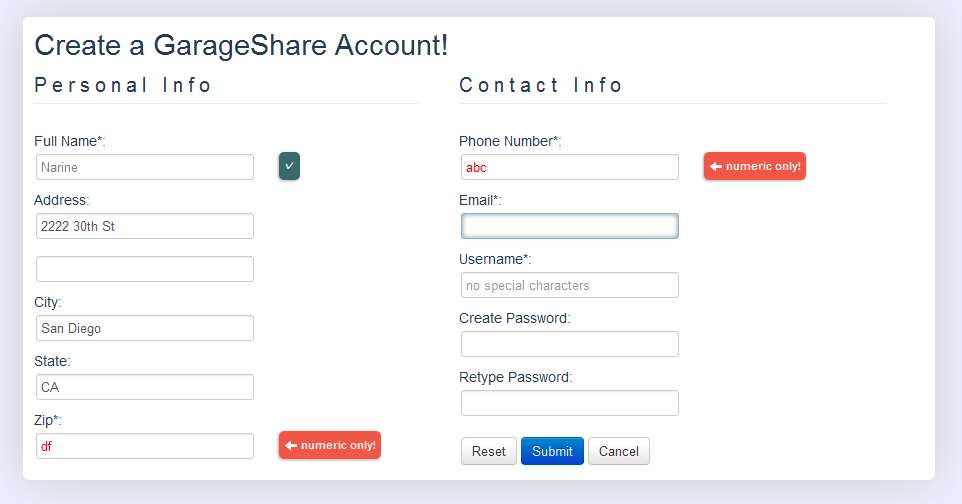 Create a GarageShare Account!
Personal Info
Full Name*:
Narine
Address:
2222 30th St
City:
San Diego
State:
CA
Zip*:
df
numeric only!
Contact Info
Phone Number*:
abc
numeric only!
Email*:
Username*:
no special characters
Create Password:
Retype Password:
Reset Submit Cancel